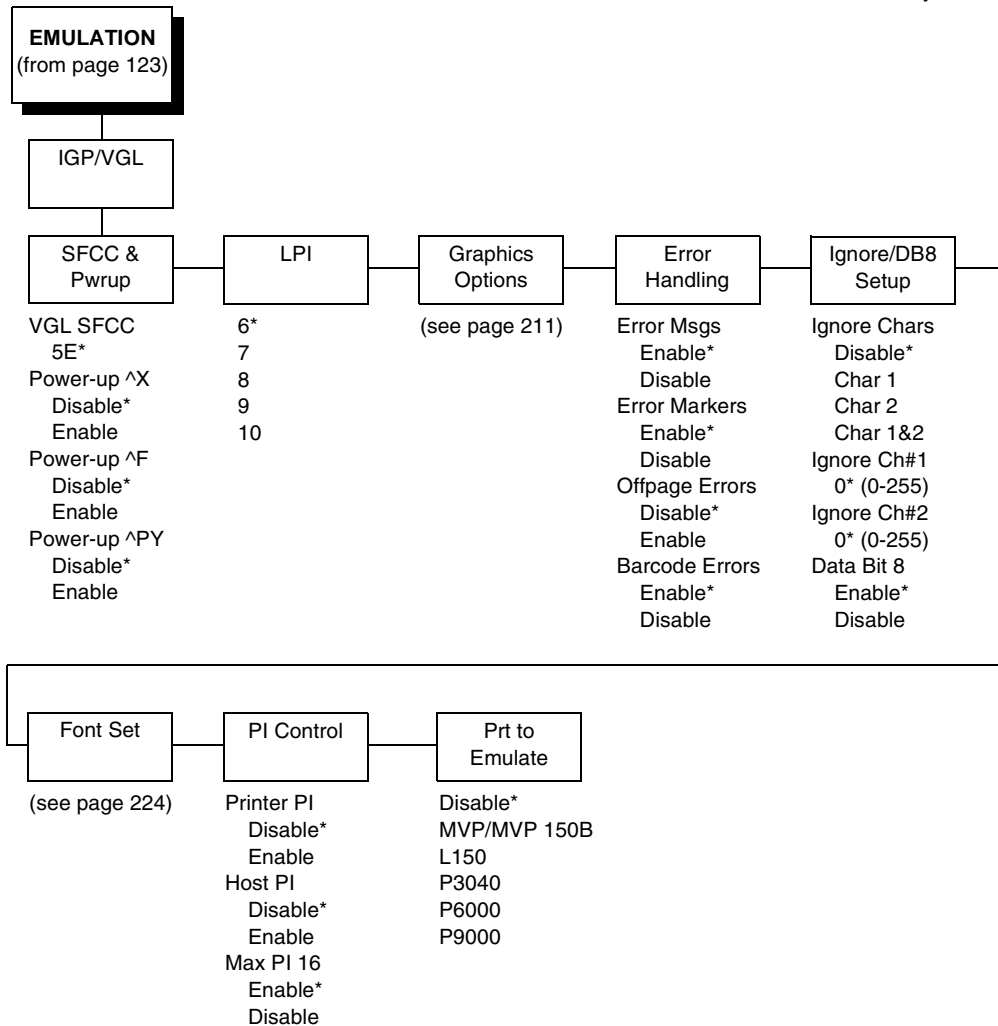 EMULATION
(from page 123)
IGP/VGL
SFCC &
Pwrup
LPI
Graphics
Options
Error
Handling
Ignore/DB8
Setup
VGL SFCC
5E*
Power-up ^X
Disable*
Enable
Power-up ^F
Disable*
Enable
Power-up ^PY
Disable*
Enable
6*
7
8
9
10
(see page 211)
Error Msgs
Enable*
Disable
Error Markers
Enable*
Disable
Offpage Errors
Disable*
Enable
Barcode Errors
Enable*
Disable
Ignore Chars
Disable*
Char 1
Char 2
Char 1&2
Ignore Ch#1
0* (0-255)
Ignore Ch#2
0* (0-255)
Data Bit 8
Enable*
Disable
Font Set
(see page 224)
PI Control
Printer PI
Disable*
Enable
Host PI
Disable*
Enable
Max PI 16
Enable*
Disable
Prt to
Emulate
Disable*
MVP/MVP 150B
L150
P3040
P6000
P9000